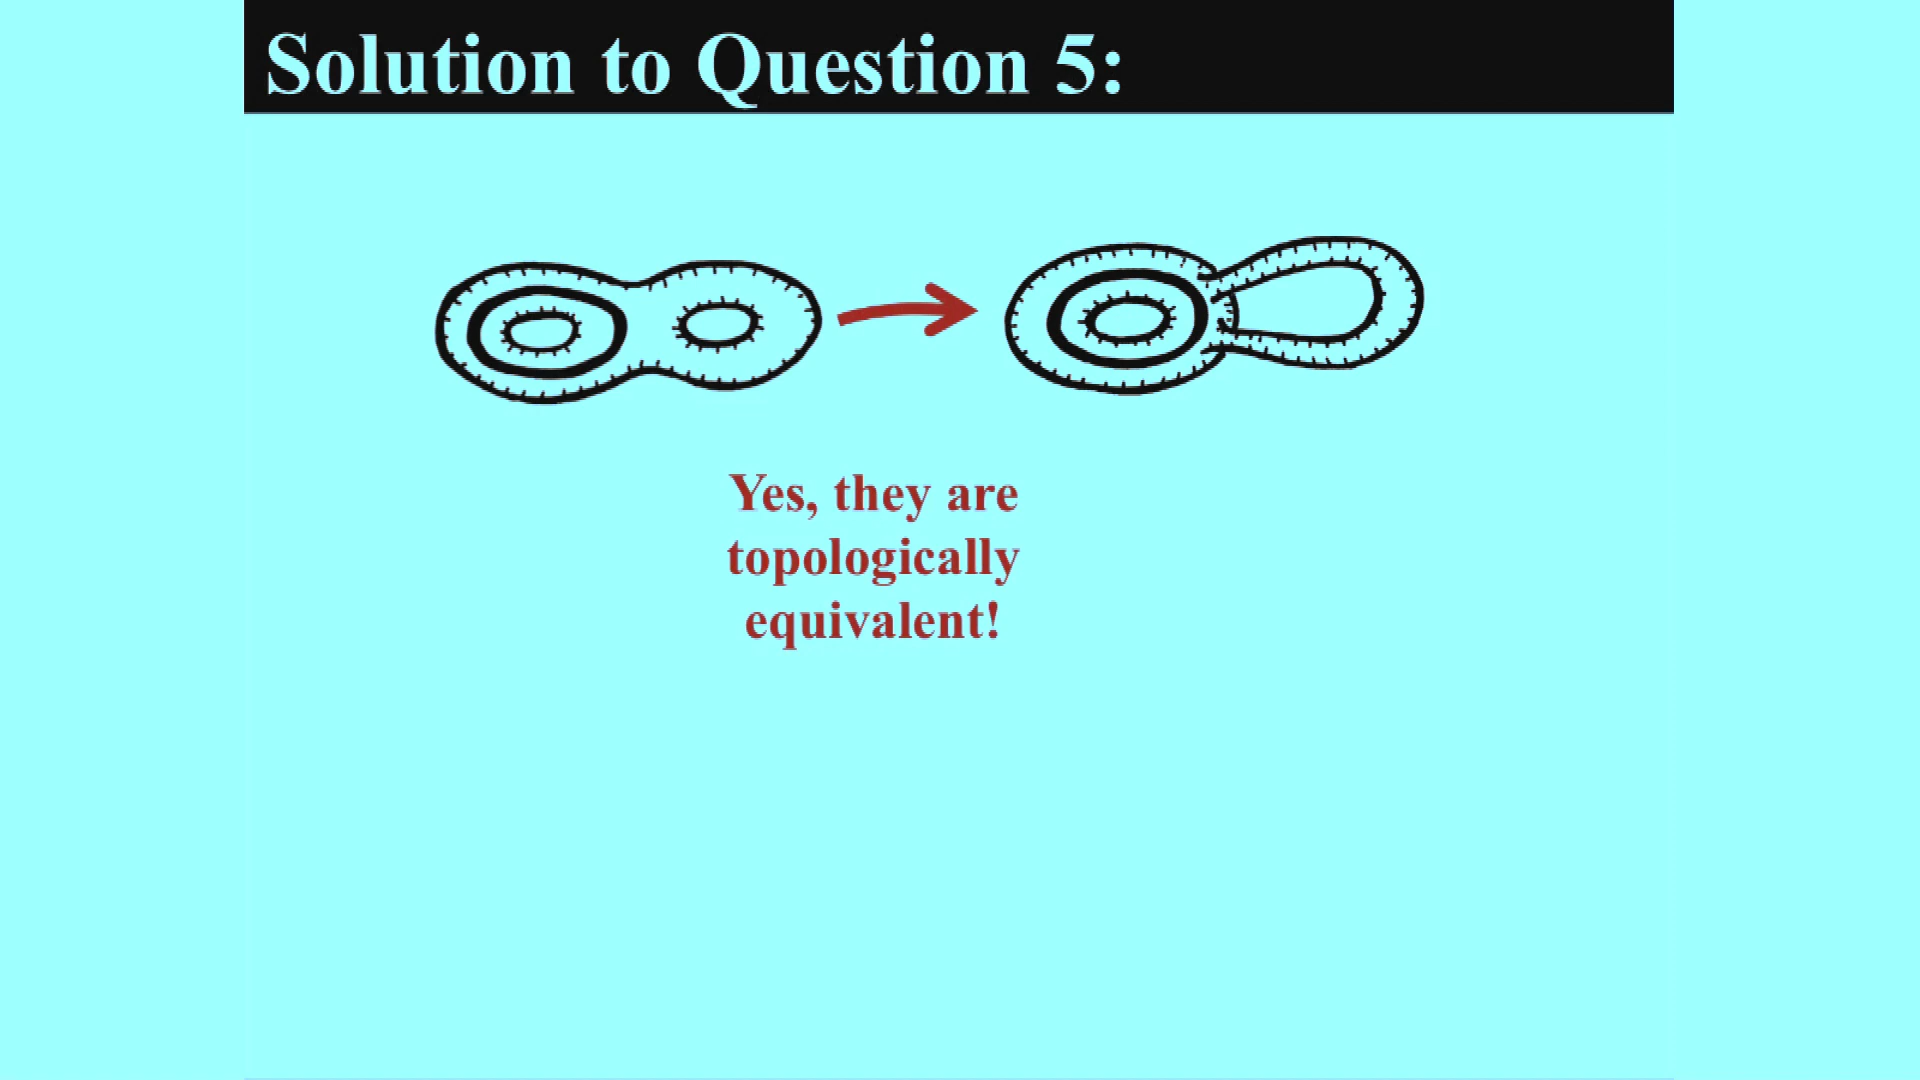 Solution to Question 5:
Yes, they are
topologically
equivalent!